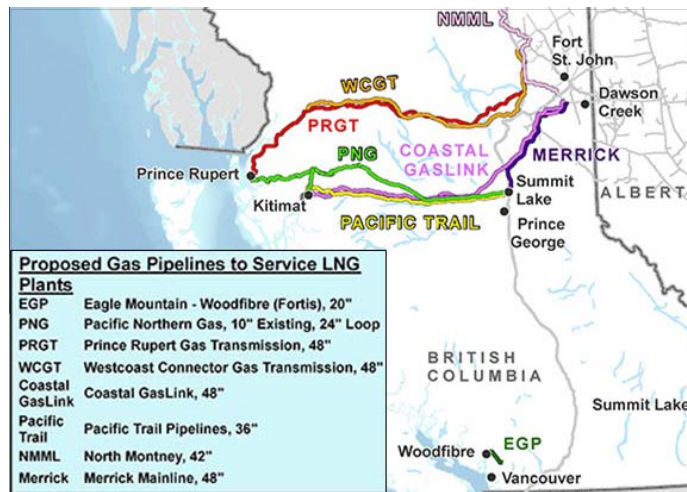 NMML
Fort
St. John
WCGT
Dawson
Creek
PRGT
COASTAL
GASLINK
PNG
MERRICK
Prince Rupert
Summit
Lake
ALBERT
Kitimat
PACIFIC TRAIL
Prince
George
Proposed Gas Pipelines to Service LNG
Plants
EGP Eagle Mountain - Woodfibre (Fortis), 20"
PNG Pacific Northern Gas, 10" Existing, 24" Loop
PRGT Prince Rupert Gas Transmission, 48"
WCGT Westcoast Connector Gas Transmission, 48"
Coastal
GasLink Coastal GasLink, 48"
Pacific
Trail Pacific Trail Pipelines, 36"
NMML North Montney, 42"
Merrick Merrick Mainline, 48"
BRITISH
COLUMBIA
Summit Lake
Woodfibre
EGP
Vancouver